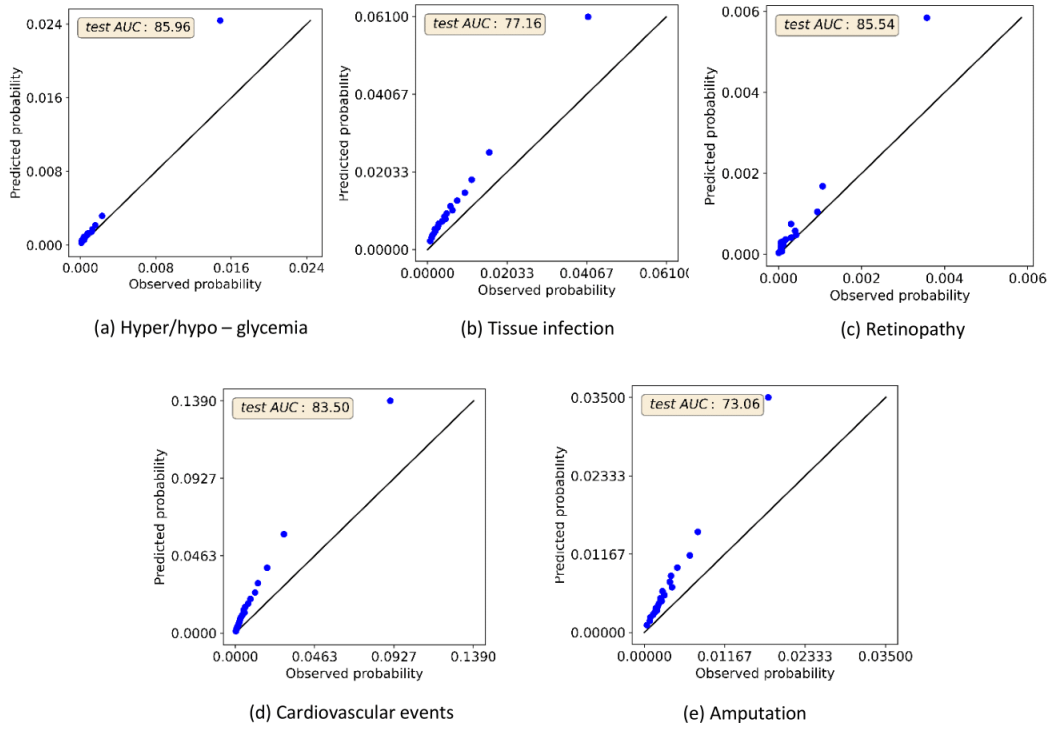 test AUC : 85.96
0.024
0.016
0.008
0.000
Predicted probability
0.000 0.008 0.016 0.024
Observed probability
(a) Hyper/hypo – glycemia
test AUC : 77.16
0.06100
0.04067
0.02033
0.00000
Predicted probability
0.00000 0.02033 0.04067 0.0610
Observed probability
(b) Tissue infection
test AUC : 85.54
0.006
0.004
0.002
0.000
Predicted probability
0.000 0.002 0.004 0.006
Observed probability
(c) Retinopathy
test AUC : 83.50
0.1390
0.0927
0.0463
0.0000
Predicted probability
0.0000 0.0463 0.0927 0.1390
Observed probability
(d) Cardiovascular events
test AUC : 73.06
0.03500
0.02333
0.01167
0.00000
Predicted probability
0.00000 0.01167 0.02333 0.03500
Observed probability
(e) Amputation